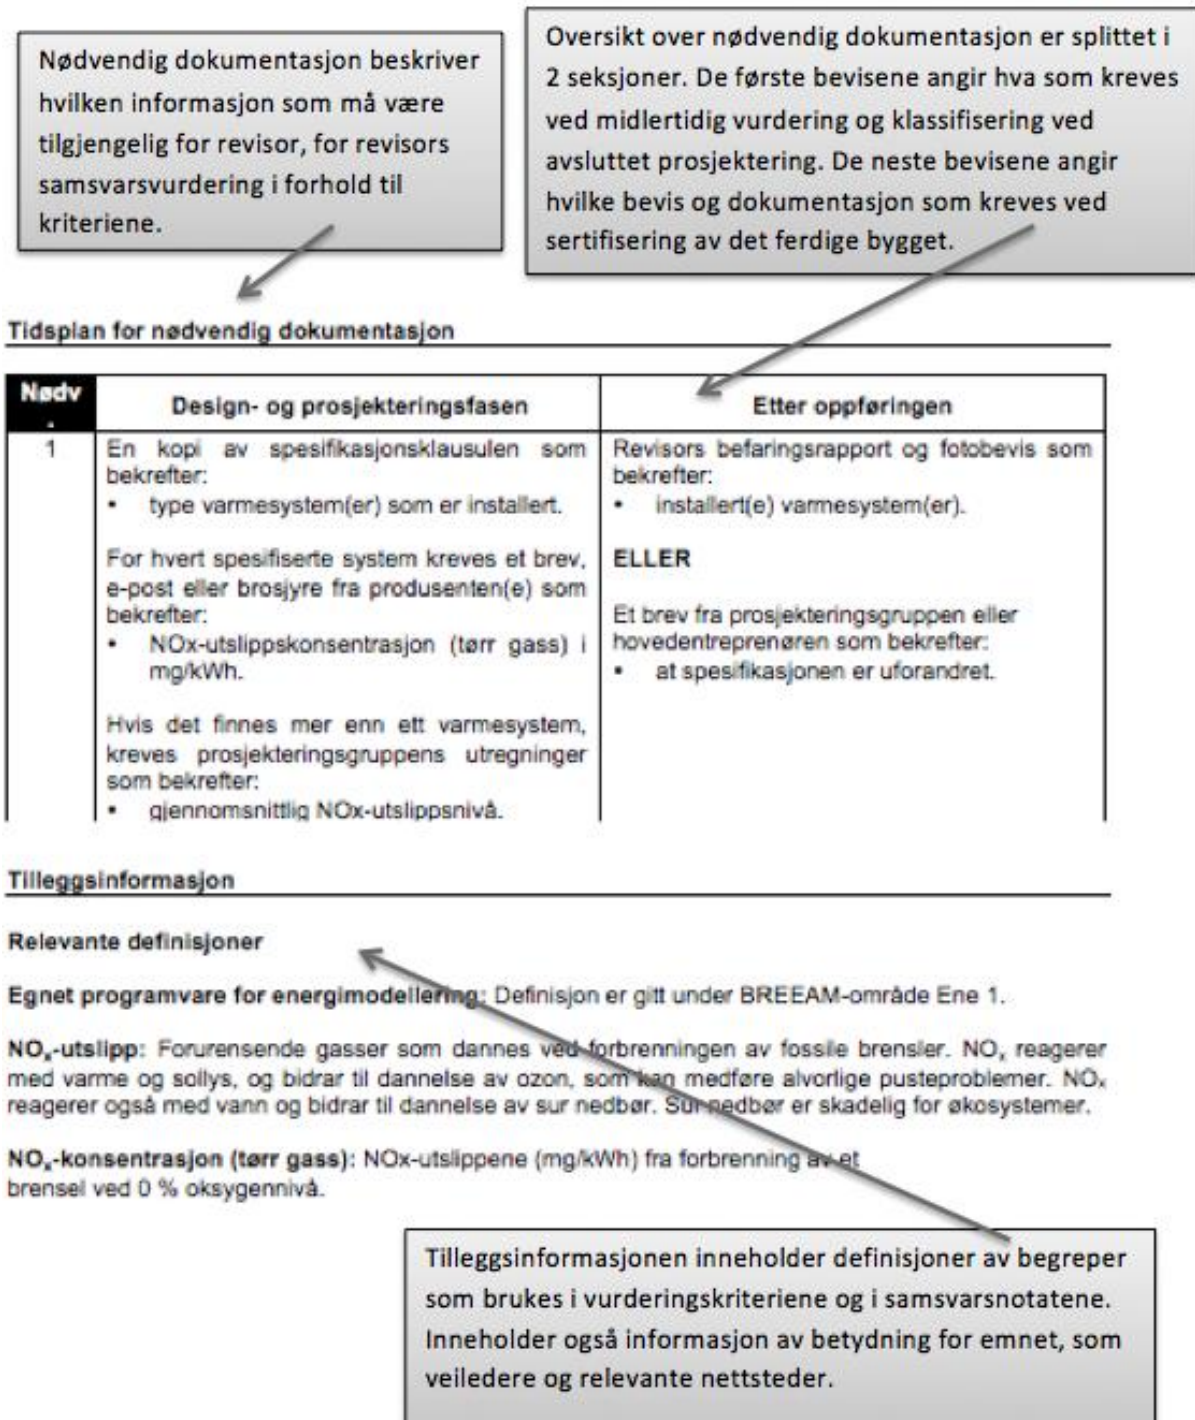 Nødvendig dokumentasjon beskriver
hvilken informasjon som må være
tilgjengelig for revisor, for revisors
samsvarsvurdering i forhold til
kriteriene.
Oversikt over nødvendig dokumentasjon er splittet i
2 seksjoner. De første bevisene angir hva som kreves
ved midlertidig vurdering og klassifisering ved
avsluttet prosjektering. De neste bevisene angir
hvilke bevis og dokumentasjon som kreves ved
sertifisering av det ferdige bygget.
Tidsplan for nødvendig dokumentasjon
Nødv
.
Design- og prosjekteringsfasen
Etter oppføringen
1
En kopi av spesifikasjonsklausulen som
bekrefter:
• type varmesystem(er) som er installert.
For hvert spesifiserte system kreves et brev,
e-post eller brosjyre fra produsenten(e) som
bekrefter:
• NOx-utslippskonsentrasjon (tørr gass) i
mg/kWh.
Hvis det finnes mer enn ett varmesystem,
kreves prosjekteringsgruppens utregninger
som bekrefter:
• gjennomsnittlig NOx-utslippsnivå.
Revisors befaringsrapport og fotobevis som
bekrefter:
• installert(e) varmesystem(er).
ELLER
Et brev fra prosjekteringsgruppen eller
hovedentreprenøren som bekrefter:
• at spesifikasjonen er uforandret.
Tilleggsinformasjon
Relevante definisjoner
Egnet programvare for energimodellering: Definisjon er gitt under BREEAM-område Ene 1.
NOₓ-utslipp: Forurensende gasser som dannes ved forbrenningen av fossile brensler. NOₓ reagerer
med varme og sollys, og bidrar til dannelse av ozon, som kan medføre alvorlige pusteproblemer. NOₓ
reagerer også med vann og bidrar til dannelse av sur nedbør. Sur nedbør er skadelig for økosystemer.
NOₓ-konsentrasjon (tørr gass): NOx-utslippene (mg/kWh) fra forbrenning av et
brensel ved 0 % oksygennivå.
Tilleggsinformasjonen inneholder definisjoner av begreper
som brukes i vurderingskriteriene og i samsvarsnotatene.
Inneholder også informasjon av betydning for emnet, som
veiledere og relevante nettsteder.